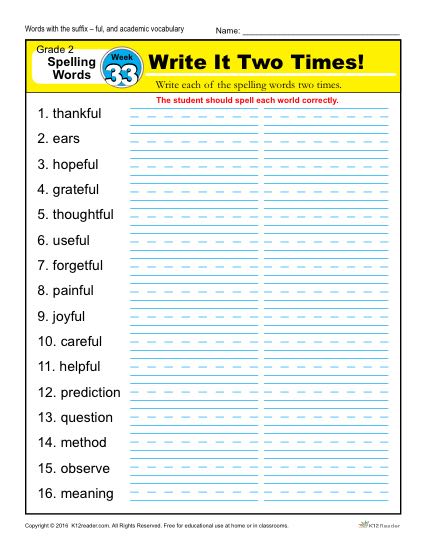 Words with the suffix – ful, and academic vocabulary
Name:
Grade 2
Spelling
Words
Week
33
Write It Two Times!
Write each of the spelling words two times.
The student should spell each world correctly.
1. thankful
2. ears
3. hopeful
4. grateful
5. thoughtful
6. useful
7. forgetful
8. painful
9. joyful
10. careful
11. helpful
12. prediction
13. question
14. method
15. observe
16. meaning
Copyright © 2016 K12reader.com. All Rights Reserved. Free for educational use at home or in classrooms.
K12Reader